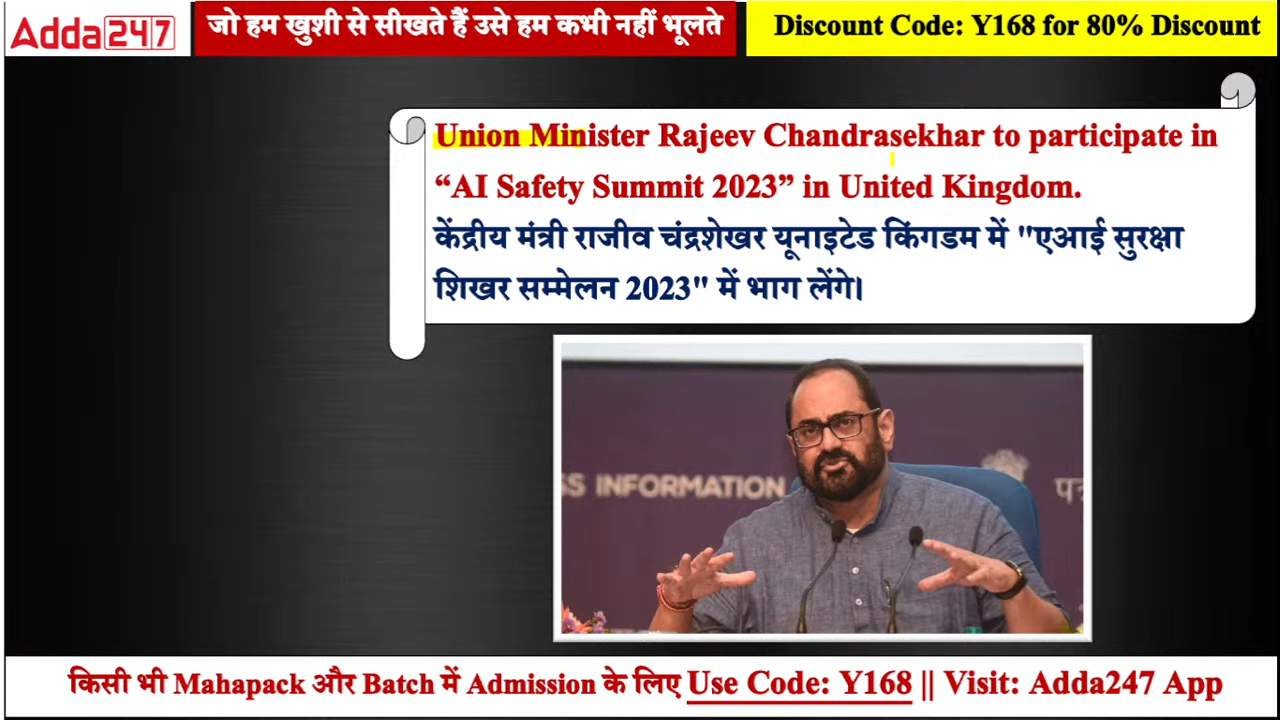 Adda247
जो हम खुशी से सीखते हैं उसे हम कभी नहीं भूलते
Discount Code: Y168 for 80% Discount
Union Minister Rajeev Chandrasekhar to participate in
“AI Safety Summit 2023” in United Kingdom.
केंद्रीय मंत्री राजीव चंद्रशेखर यूनाइटेड किंगडम में "एआई सुरक्षा
शिखर सम्मेलन 2023" में भाग लेंगे।
SS INFORMATION
पत्र
किसी भी Mahapack और Batch में Admission के लिए Use Code: Y168 || Visit: Adda247 App